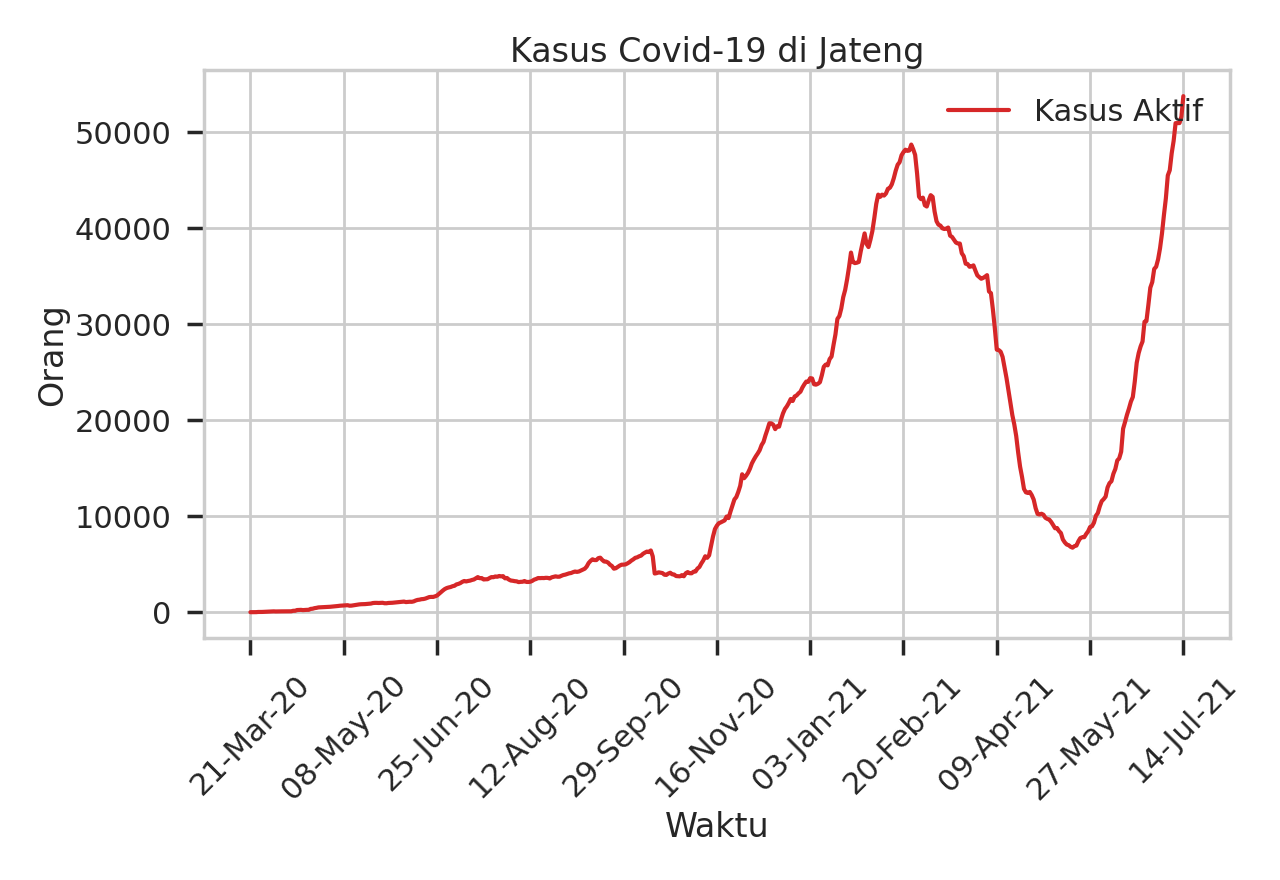 Kasus Covid-19 di Jateng
Kasus Aktif
Orang
50000
40000
30000
20000
10000
0
21-Mar-20
08-May-20
25-Jun-20
12-Aug-20
29-Sep-20
16-Nov-20
03-Jan-21
20-Feb-21
09-Apr-21
27-May-21
14-Jul-21
Waktu